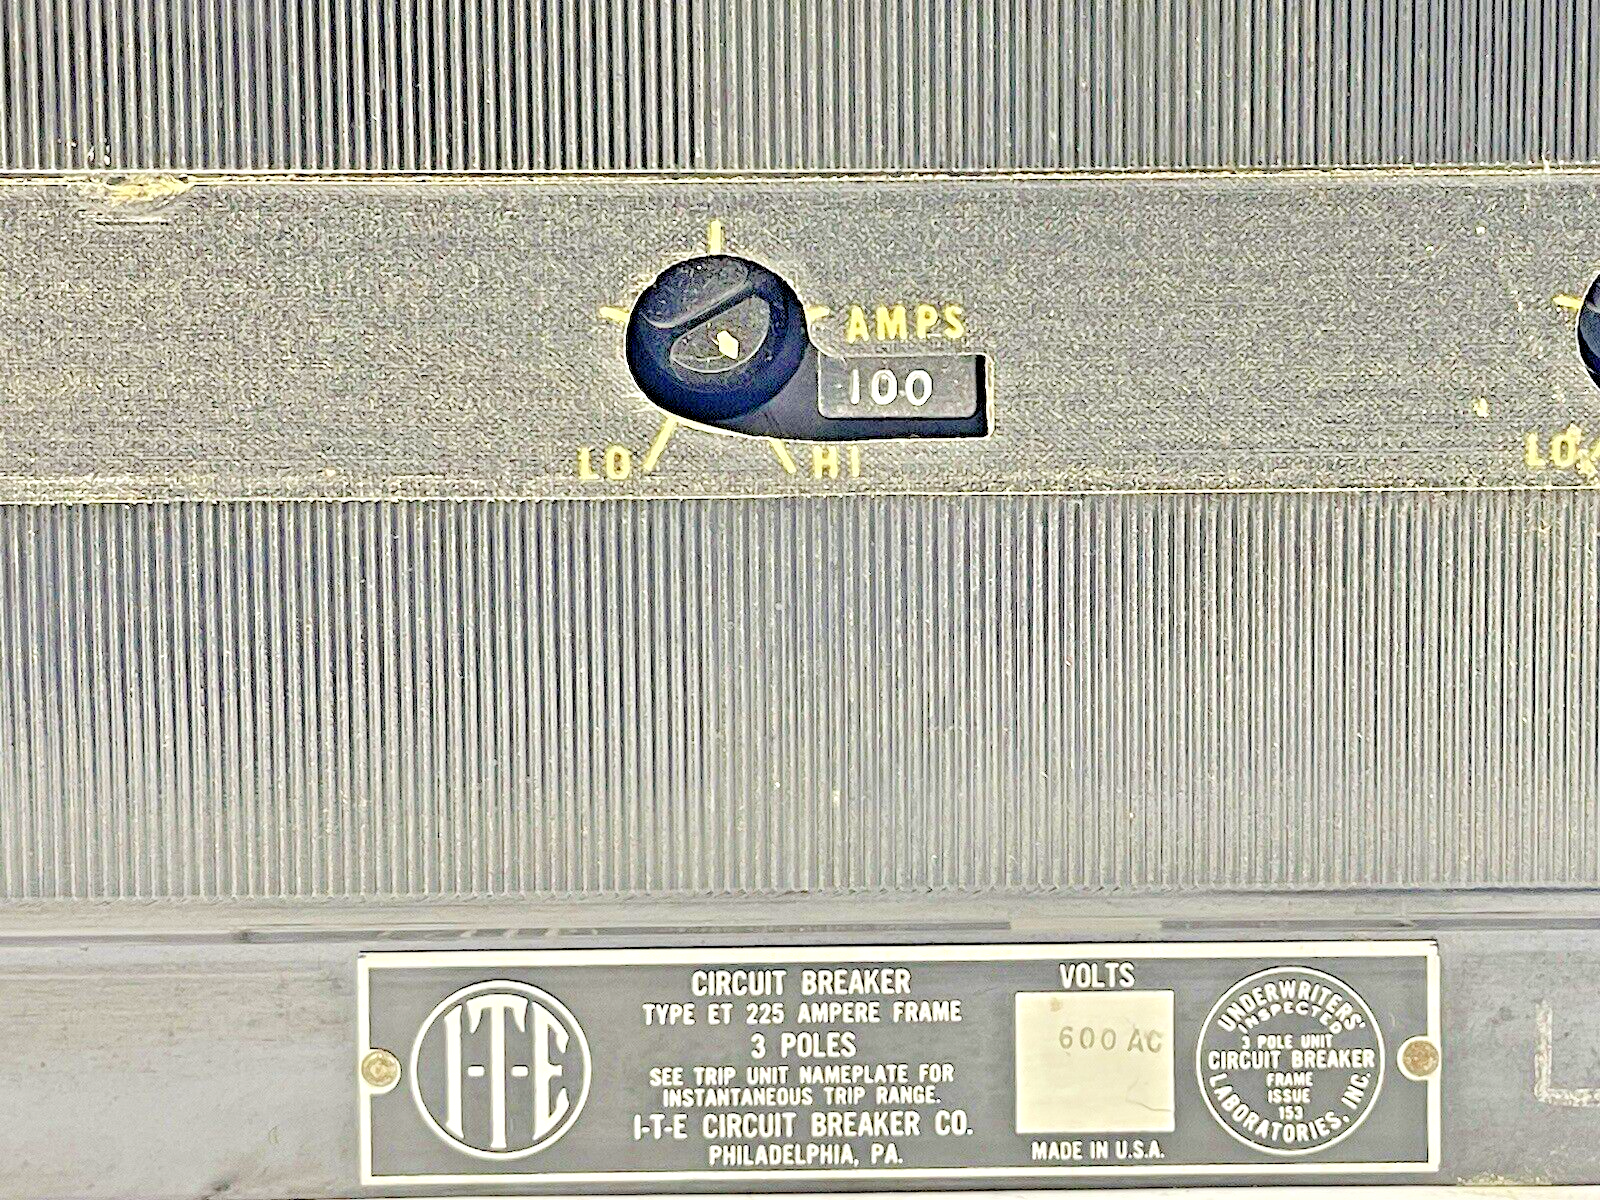 AMPS
100
LO
HI
LO
I-T-E
CIRCUIT BREAKER
TYPE ET 225 AMPERE FRAME
3 POLES
SEE TRIP UNIT NAMEPLATE FOR
INSTANTANEOUS TRIP RANGE.
I-T-E CIRCUIT BREAKER CO.
PHILADELPHIA, PA.
VOLTS
600 AC
MADE IN U.S.A.
UNDERWRITERS'
INSPECTED
3 POLE UNIT
CIRCUIT BREAKER
FRAME
ISSUE
153
LABORATORIES, INC.